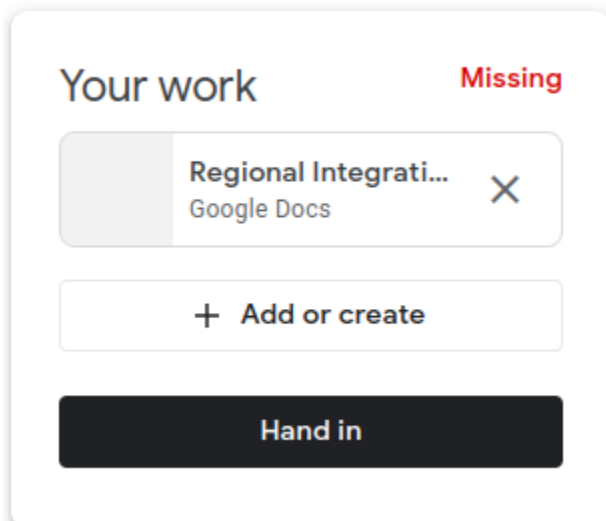 Your work
Missing
Regional Integrati...
Google Docs
+ Add or create
Hand in